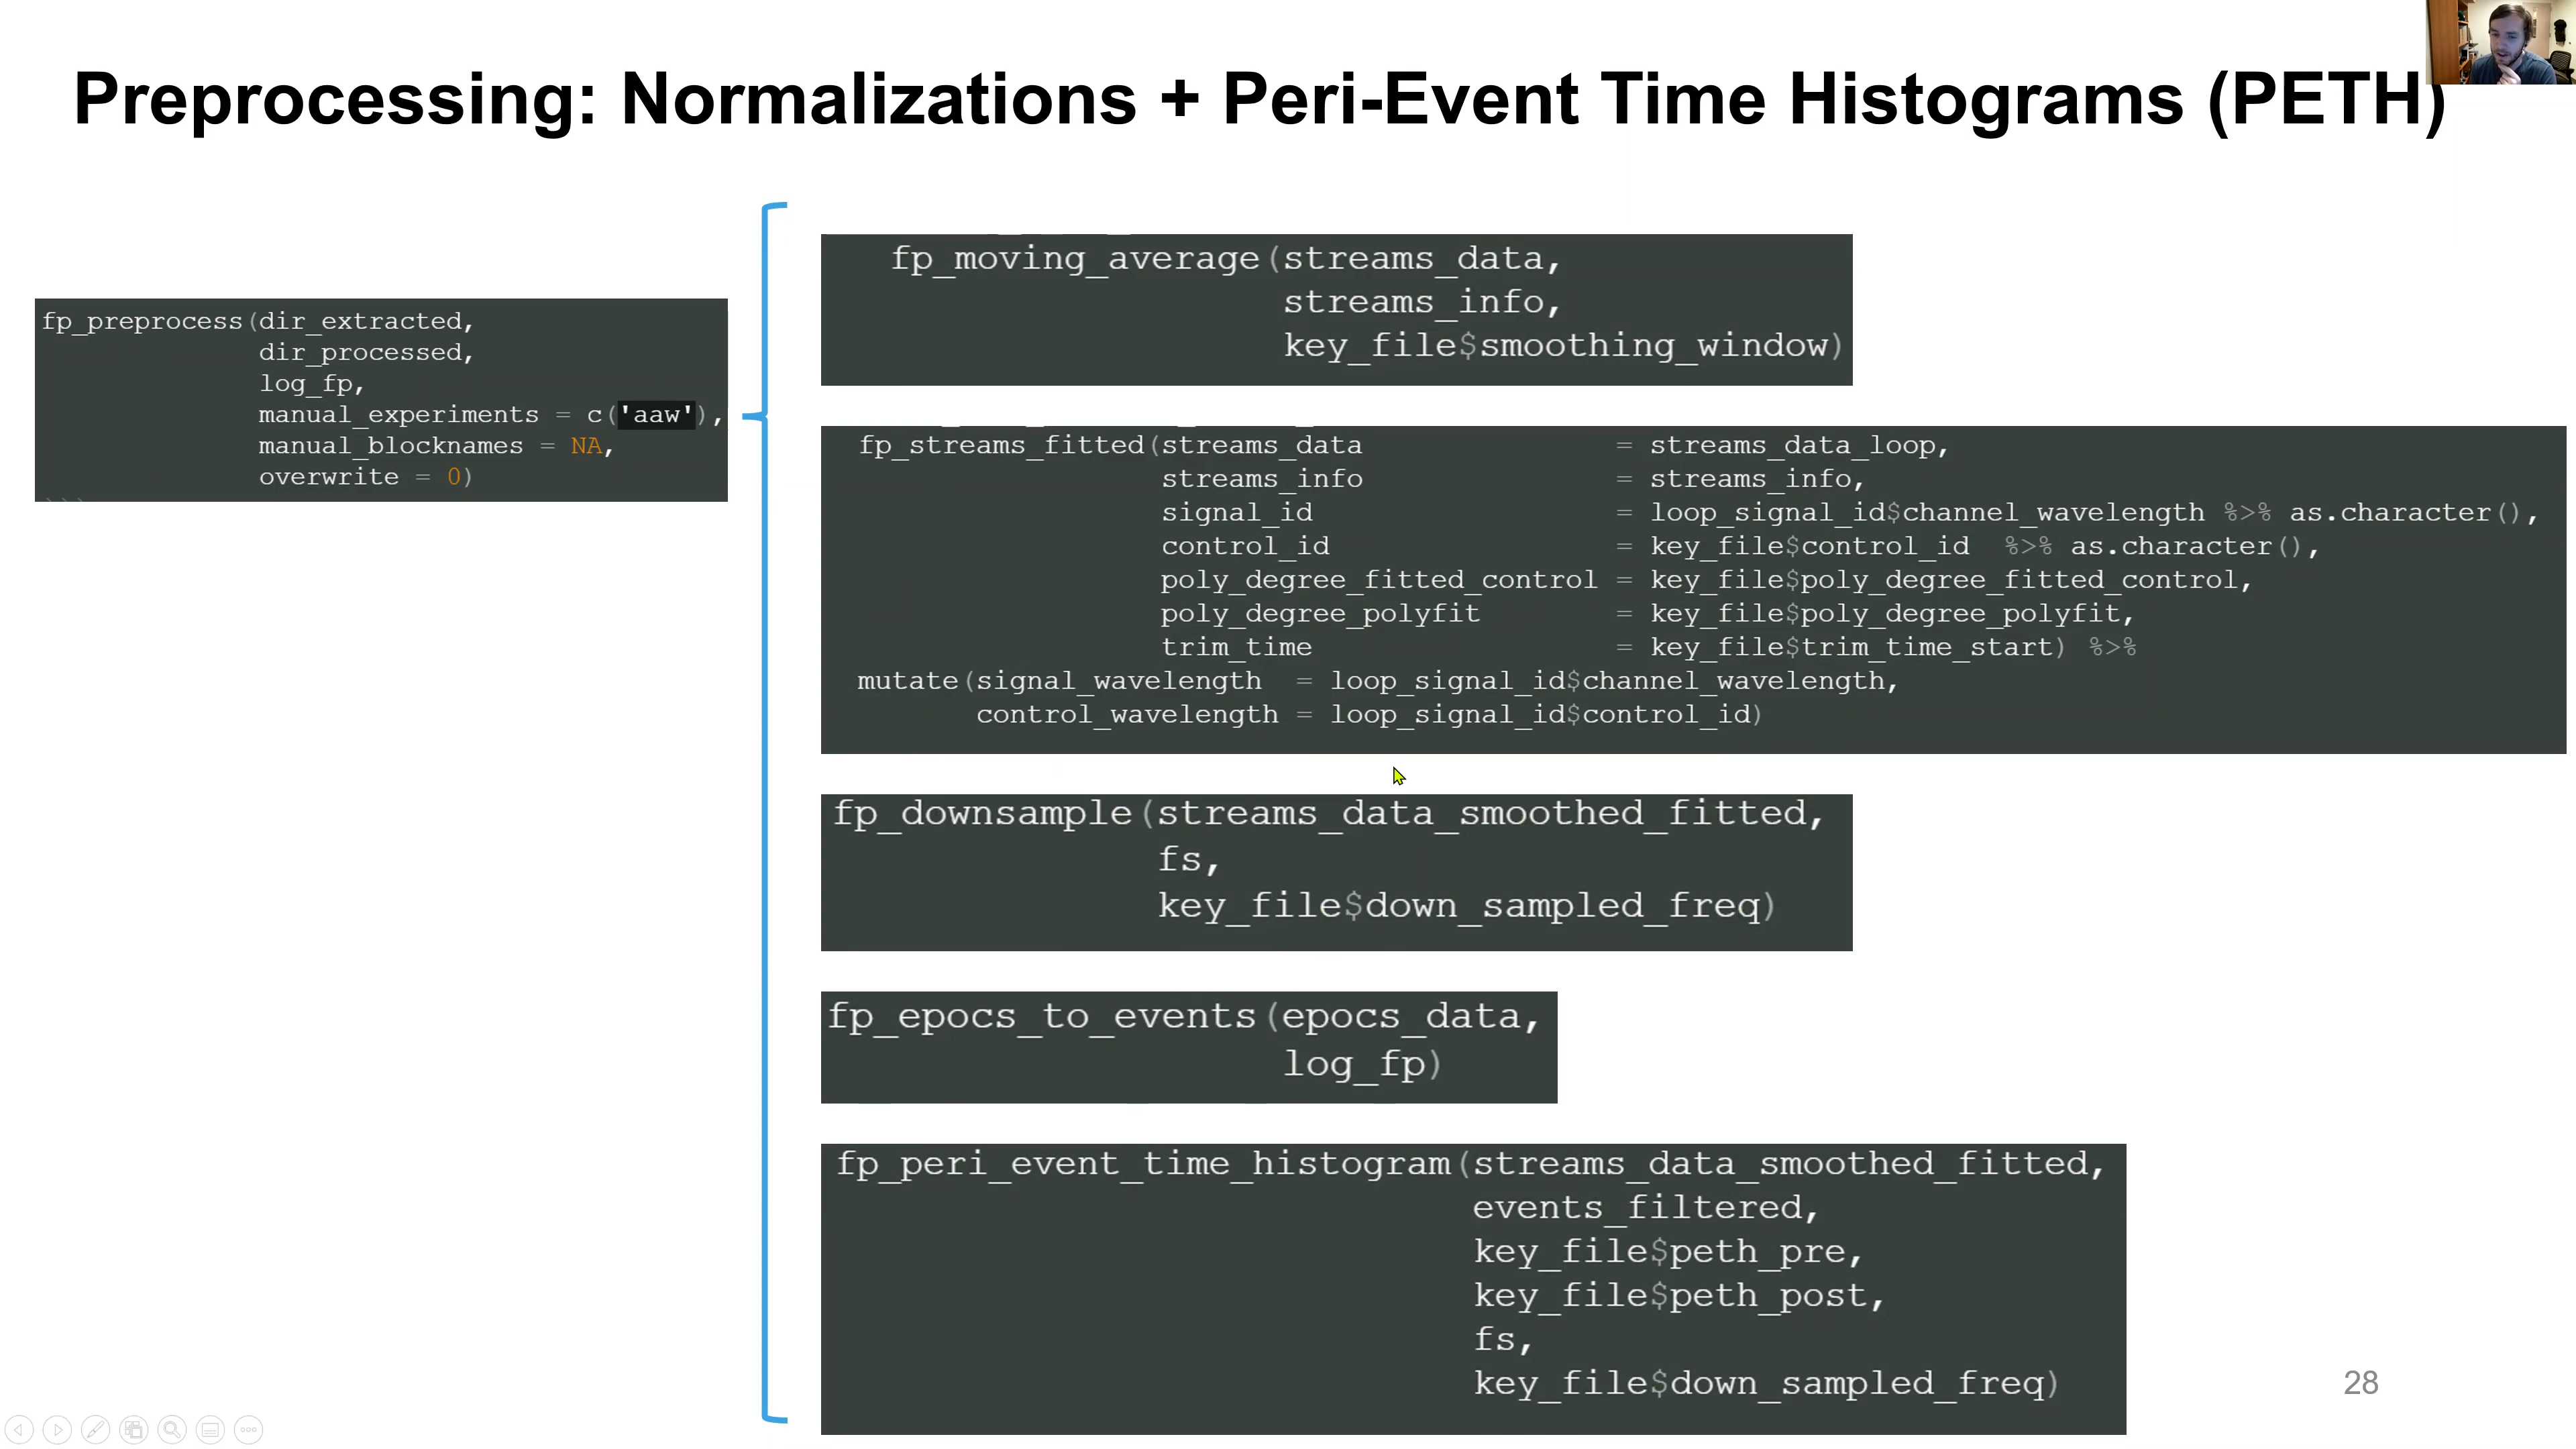 Preprocessing: Normalizations + Peri-Event Time Histograms (PETH)
fp_preprocess(dir_extracted,
dir_processed,
log_fp,
manual_experiments = c('aaw'),
manual_blocknames = NA,
overwrite = 0)
fp_moving_average(streams_data,
streams_info,
key_file$smoothing_window)
fp_streams_fitted(streams_data = streams_data_loop,
streams_info = streams_info,
signal_id = loop_signal_id$channel_wavelength %>% as.character(),
control_id = key_file$control_id %>% as.character(),
poly_degree_fitted_control = key_file$poly_degree_fitted_control,
poly_degree_polyfit = key_file$poly_degree_polyfit,
trim_time = key_file$trim_time_start) %>%
mutate(signal_wavelength = loop_signal_id$channel_wavelength,
control_wavelength = loop_signal_id$control_id)
fp_downsample(streams_data_smoothed_fitted,
fs,
key_file$down_sampled_freq)
fp_epocs_to_events(epocs_data,
log_fp)
fp_peri_event_time_histogram(streams_data_smoothed_fitted,
events_filtered,
key_file$peth_pre,
key_file$peth_post,
fs,
key_file$down_sampled_freq)
28